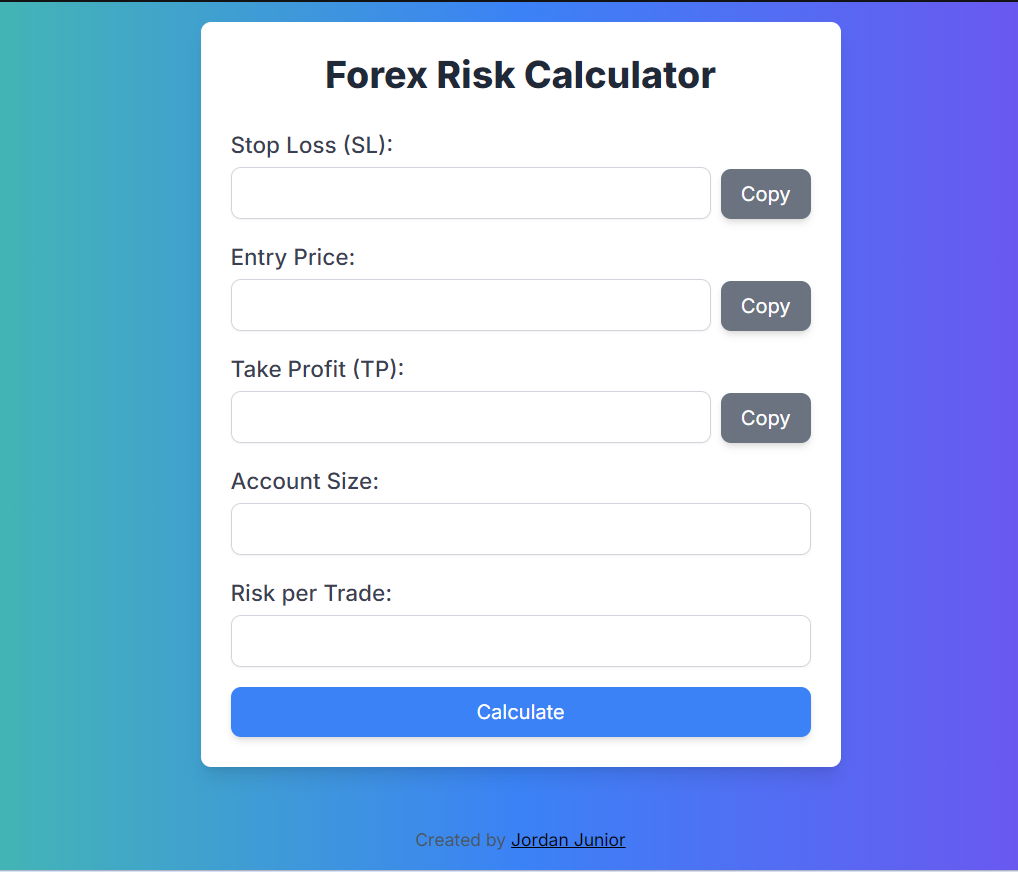 Forex Risk Calculator
Stop Loss (SL):
Copy
Entry Price:
Copy
Take Profit (TP):
Copy
Account Size:
Risk per Trade:
Calculate
Created by Jordan Junior